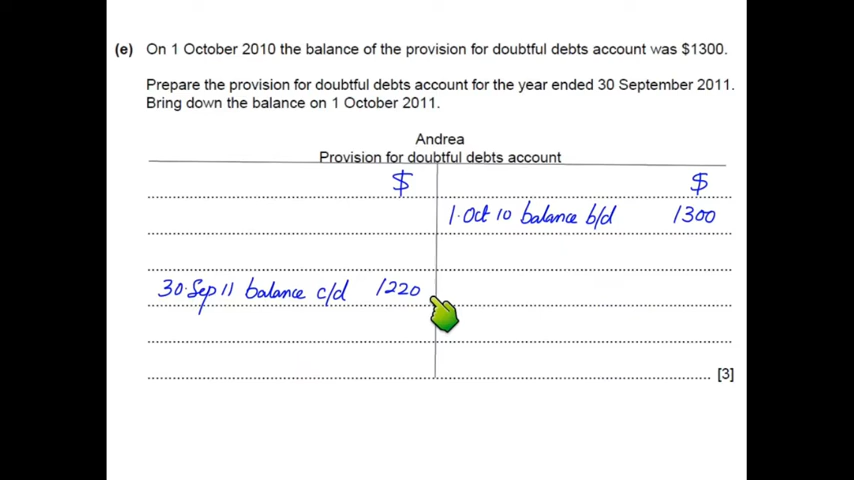 (e) On 1 October 2010 the balance of the provision for doubtful debts account was $1300.
Prepare the provision for doubtful debts account for the year ended 30 September 2011.
Bring down the balance on 1 October 2011.
Andrea
Provision for doubtful debts account
$ $
1.Oct 10 balance b/d 1300
30.Sep 11 balance c/d 1220
[3]